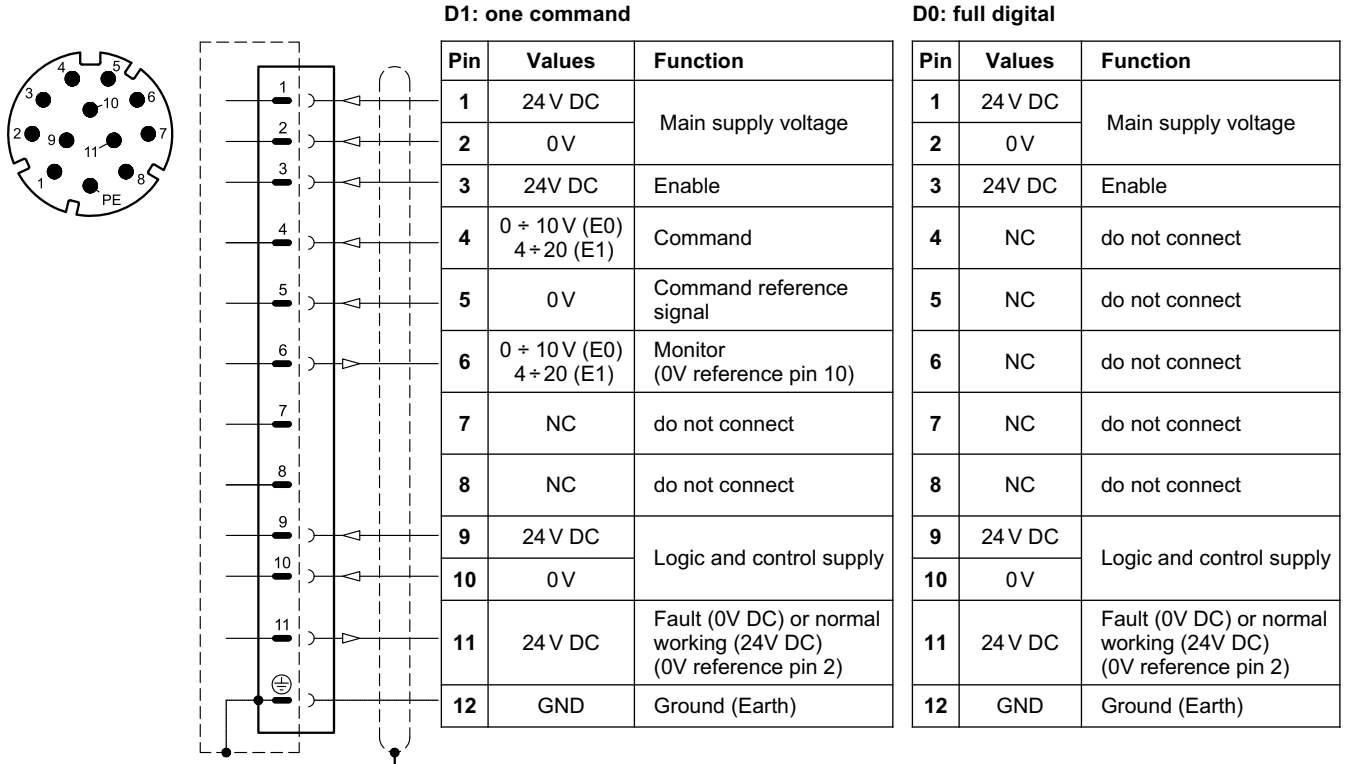 D1: one command
D0: full digital
4 5
3 10 6
2 9 11 7
1 8
PE
1
2
3
4
5
6
7
8
9
10
11
Pin Values Function
1 24 V DC Main supply voltage
2 0 V
3 24V DC Enable
4 0 ÷ 10 V (E0) Command
4 ÷ 20 (E1)
5 0 V Command reference
signal
6 0 ÷ 10 V (E0) Monitor
4 ÷ 20 (E1) (0V reference pin 10)
7 NC do not connect
8 NC do not connect
9 24 V DC Logic and control supply
10 0 V
11 24 V DC Fault (0V DC) or normal
working (24V DC)
(0V reference pin 2)
12 GND Ground (Earth)
Pin Values Function
1 24 V DC Main supply voltage
2 0 V
3 24V DC Enable
4 NC do not connect
5 NC do not connect
6 NC do not connect
7 NC do not connect
8 NC do not connect
9 24 V DC Logic and control supply
10 0 V
11 24 V DC Fault (0V DC) or normal
working (24V DC)
(0V reference pin 2)
12 GND Ground (Earth)